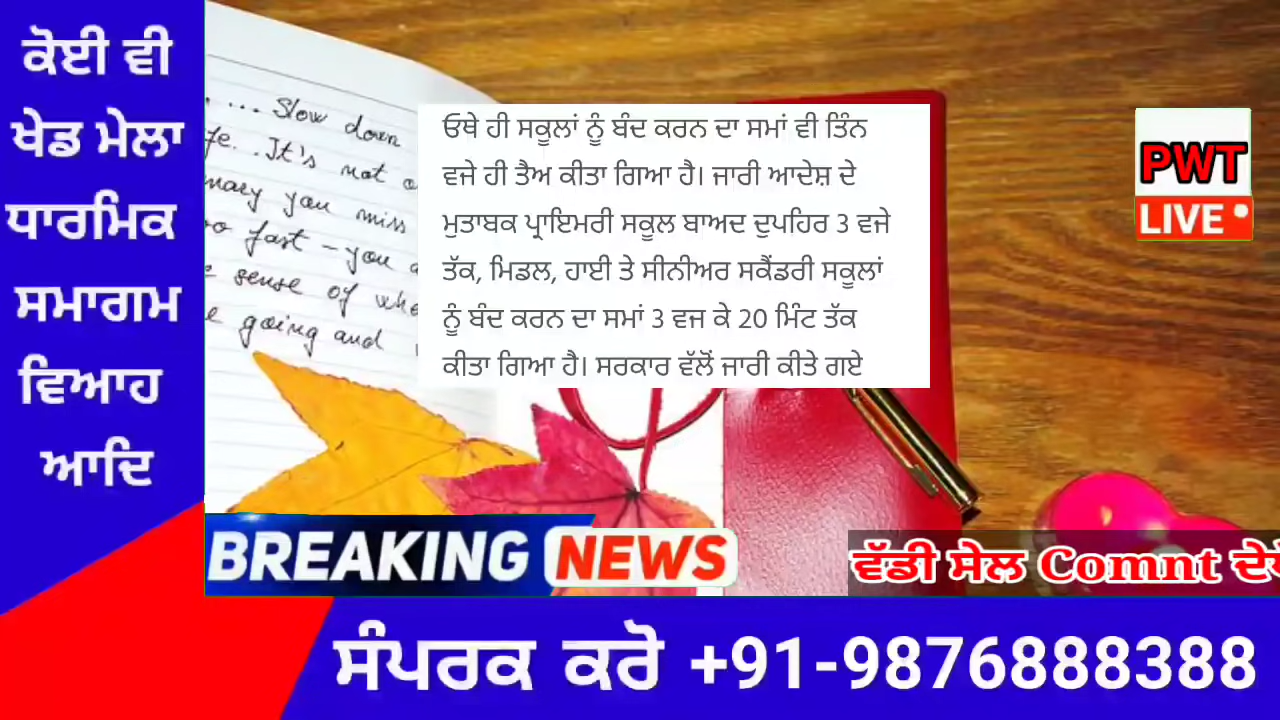 ਕੋਈ ਵੀ
ਖੇਡ ਮੇਲਾ
ਧਾਰਮਿਕ
ਸਮਾਗਮ
ਵਿਆਹ
ਆਦਿ
... Slow down
It's not
you miss
too fast - you
sense of
going and
ਓਥੇ ਹੀ ਸਕੂਲਾਂ ਨੂੰ ਬੰਦ ਕਰਨ ਦਾ ਸਮਾਂ ਵੀ ਤਿੰਨ
ਵਜੇ ਹੀ ਤੈਅ ਕੀਤਾ ਗਿਆ ਹੈ। ਜਾਰੀ ਆਦੇਸ਼ ਦੇ
ਮੁਤਾਬਕ ਪ੍ਰਾਇਮਰੀ ਸਕੂਲ ਬਾਅਦ ਦੁਪਹਿਰ 3 ਵਜੇ
ਤੱਕ, ਮਿਡਲ, ਹਾਈ ਤੇ ਸੀਨੀਅਰ ਸਕੈਂਡਰੀ ਸਕੂਲਾਂ
ਨੂੰ ਬੰਦ ਕਰਨ ਦਾ ਸਮਾਂ 3 ਵਜ ਕੇ 20 ਮਿੰਟ ਤੱਕ
ਕੀਤਾ ਗਿਆ ਹੈ। ਸਰਕਾਰ ਵੱਲੋਂ ਜਾਰੀ ਕੀਤੇ ਗਏ
PWT
LIVE
BREAKING NEWS
ਵੱਡੀ ਸੇਲ Comnt
ਸੰਪਰਕ ਕਰੋ +91-9876888388